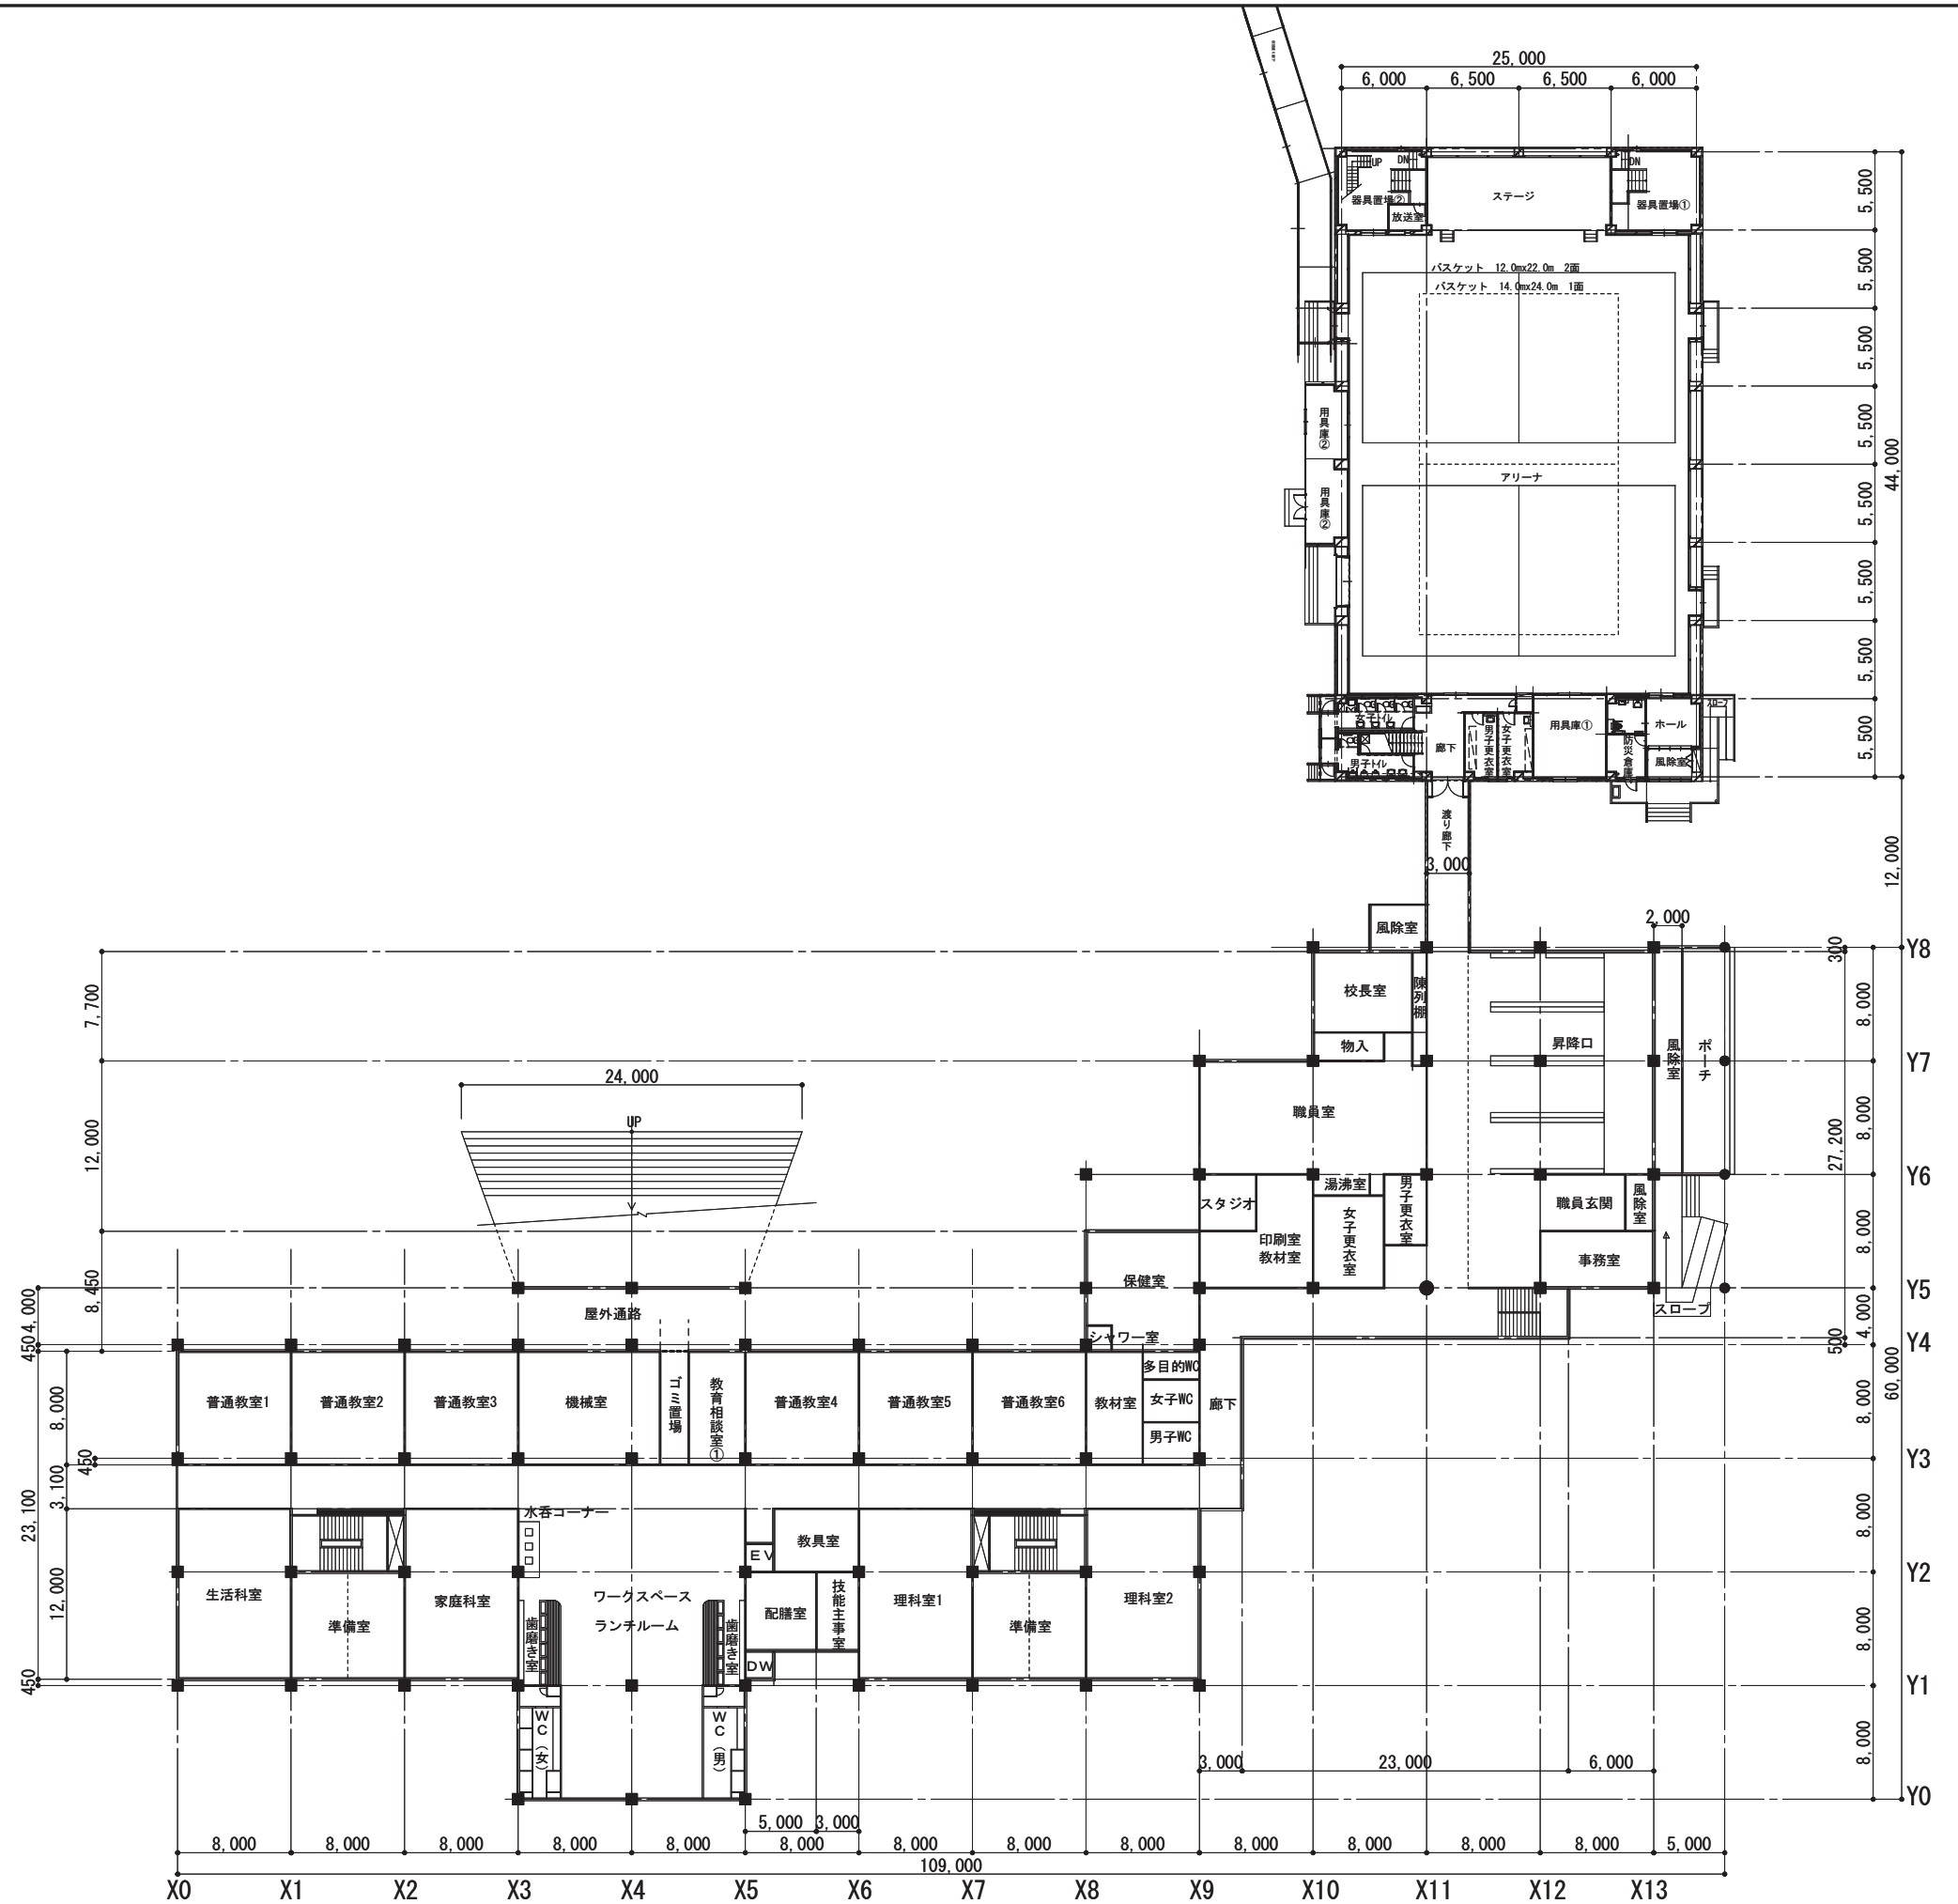 25,000
6,000 6,500 6,500 6,000
UP DN DN
器具置場② 放送室 ステージ 器具置場①
バスケット 12.0mx22.0m 2面
バスケット 14.0mx24.0m 1面
用具庫②
用具庫②
アリーナ
5,500
5,500
5,500
5,500
5,500
5,500
5,500
5,500
44,000
女子トイレ
男子トイレ
廊下
男子更衣室
女子更衣室
用具庫①
防災倉庫
ホール
風除室
スロープ
渡り廊下
3,000
12,000
風除室
2,000
300
Y8
校長室
陳列棚
物入
昇降口
風除室
ポーチ
8,000
7,700
Y7
24,000
UP
職員室
8,000
27,200
12,000
Y6
スタジオ
湯沸室
男子更衣室
女子更衣室
印刷室
教材室
職員玄関
風除室
事務室
8,000
保健室
8,450
Y5
屋外通路
スロープ
4,000
4,000
シャワー室
450
500
Y4
60,000
普通教室1 普通教室2 普通教室3 機械室 ゴミ置場 教育相談室① 普通教室4 普通教室5 普通教室6 教材室
多目的WC
女子WC
男子WC
廊下
8,000
8,000
450
Y3
3,100
23,100
水呑コーナー
教具室
EV
8,000
Y2
生活科室
準備室
家庭科室
ワークスペース
ランチルーム
歯磨き室
歯磨き室
配膳室
技能主事室
理科室1
準備室
理科室2
DW
12,000
8,000
450
Y1
WC(女)
WC(男)
3,000 23,000 6,000
8,000
Y0
5,000 3,000
8,000 8,000 8,000 8,000 8,000 8,000 8,000 8,000 8,000 8,000 8,000 8,000 8,000 5,000
109,000
X0 X1 X2 X3 X4 X5 X6 X7 X8 X9 X10 X11 X12 X13